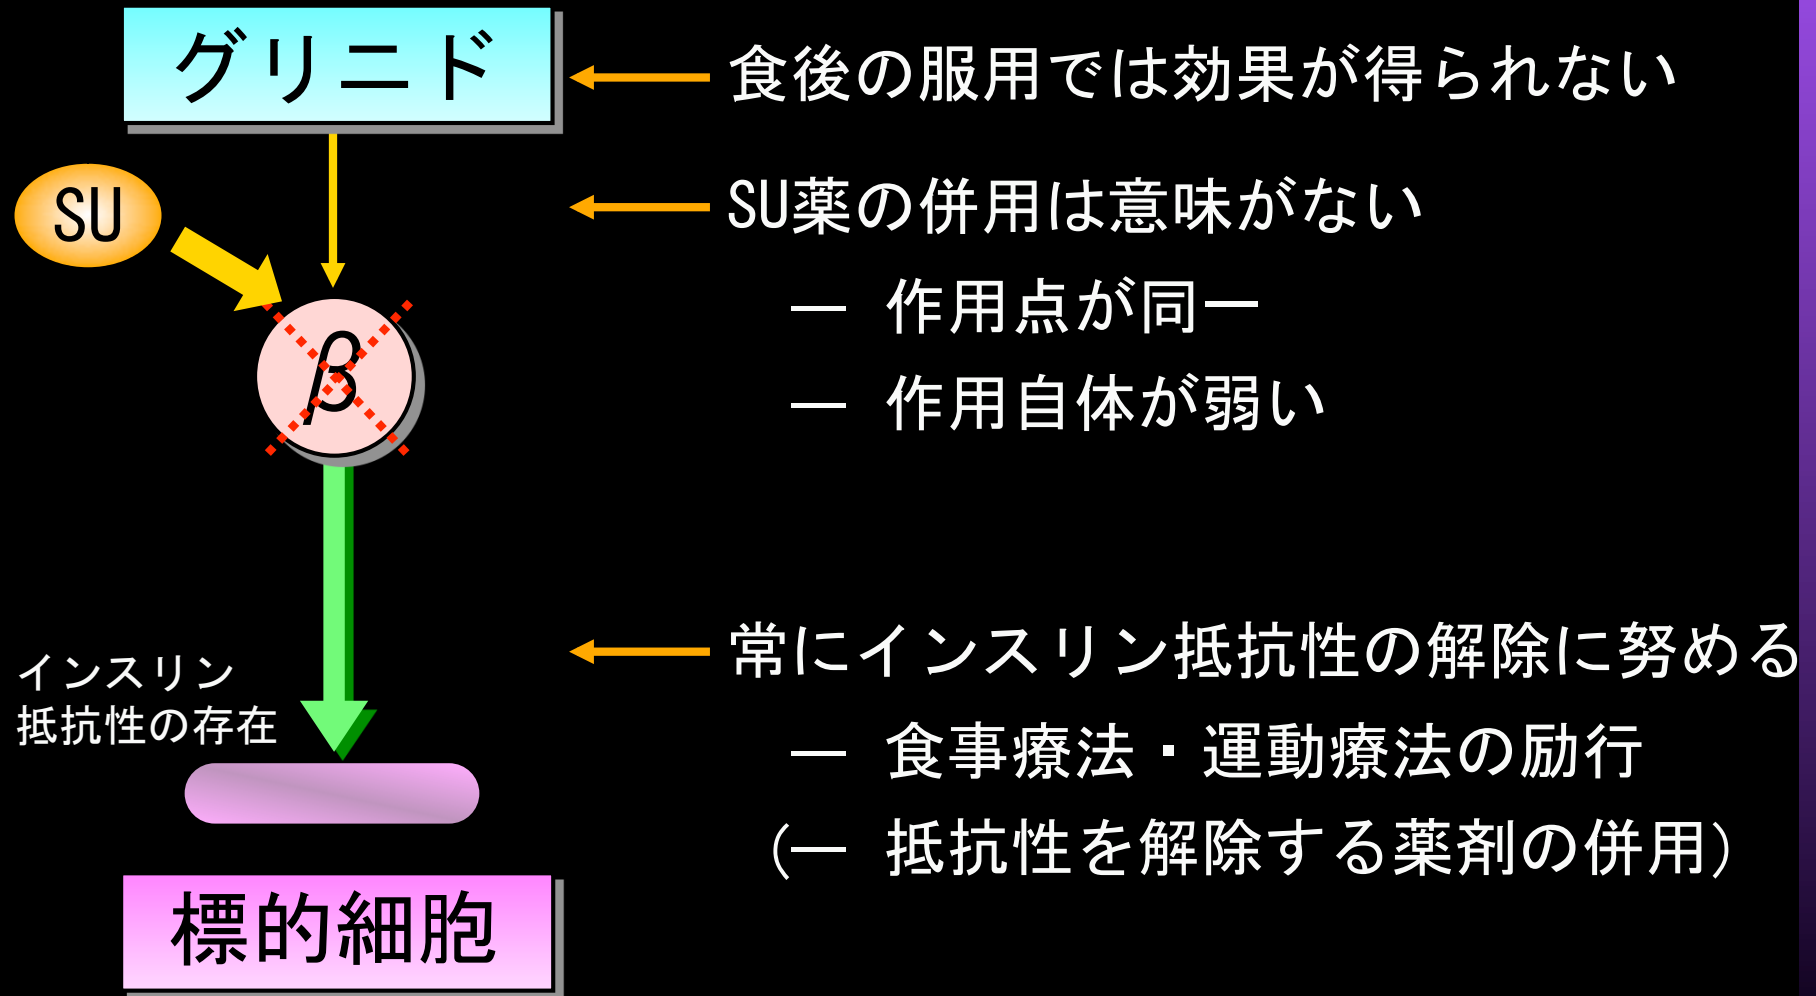 グリニド
食後の服用では効果が得られない
SU
SU薬の併用は意味がない
― 作用点が同一
― 作用自体が弱い
β
常にインスリン抵抗性の解除に努める
― 食事療法・運動療法の励行
(― 抵抗性を解除する薬剤の併用)
インスリン
抵抗性の存在
標的細胞